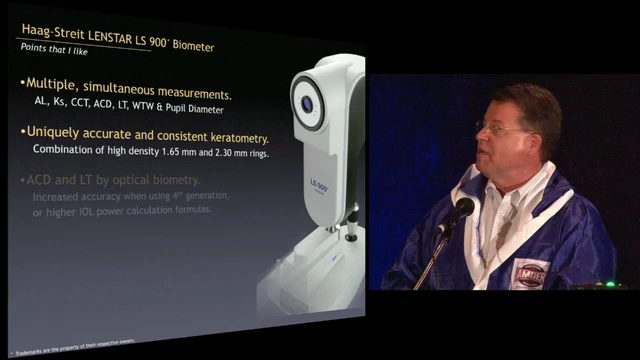 Haag-Streit LENSTAR LS 900* Biometer
Points that I like
•Multiple, simultaneous measurements.
AL, Ks, CCT, ACD, LT, WTW & Pupil Diameter
•Uniquely accurate and consistent keratometry.
Combination of high density 1.65 mm and 2.30 mm rings.
•ACD and LT by optical biometry.
Increased accuracy when using 4th generation,
or higher IOL power calculation formulas.
LS 900
* Trademarks are the property of their respective owners.